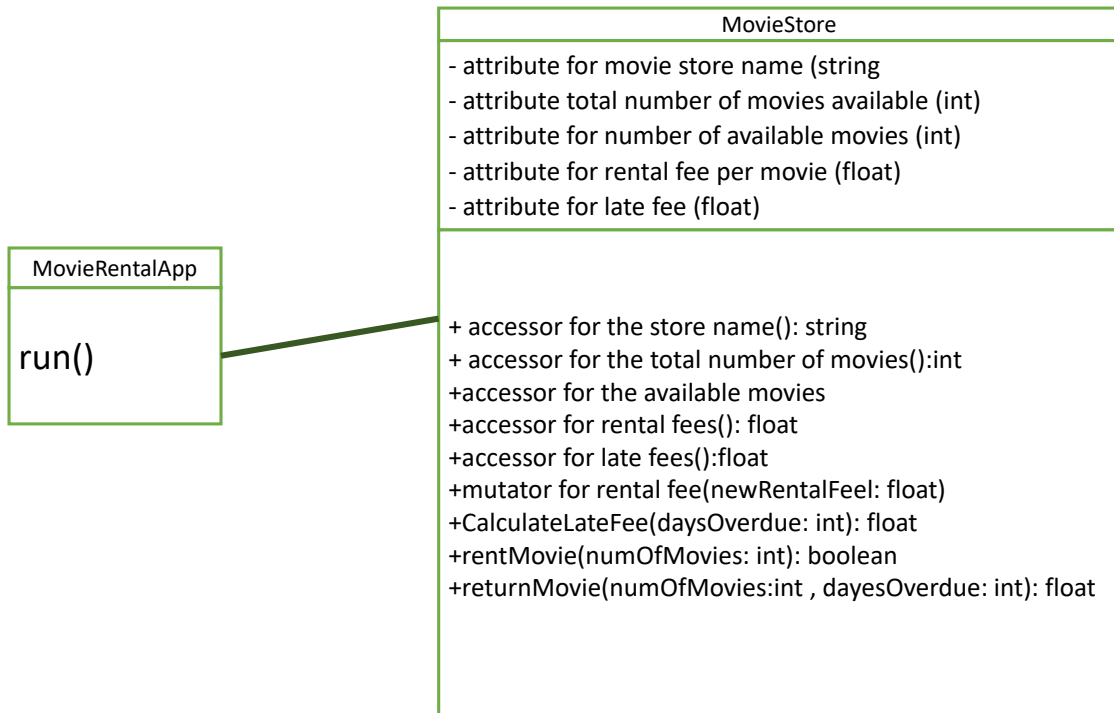 MovieStore
- attribute for movie store name (string
- attribute total number of movies available (int)
- attribute for number of available movies (int)
- attribute for rental fee per movie (float)
- attribute for late fee (float)
MovieRentalApp
run()
+ accessor for the store name(): string
+ accessor for the total number of movies():int
+accessor for the available movies
+accessor for rental fees(): float
+accessor for late fees():float
+mutator for rental fee(newRentalFeel: float)
+CalculateLateFee(daysOverdue: int): float
+rentMovie(numOfMovies: int): boolean
+returnMovie(numOfMovies:int , dayesOverdue: int): float